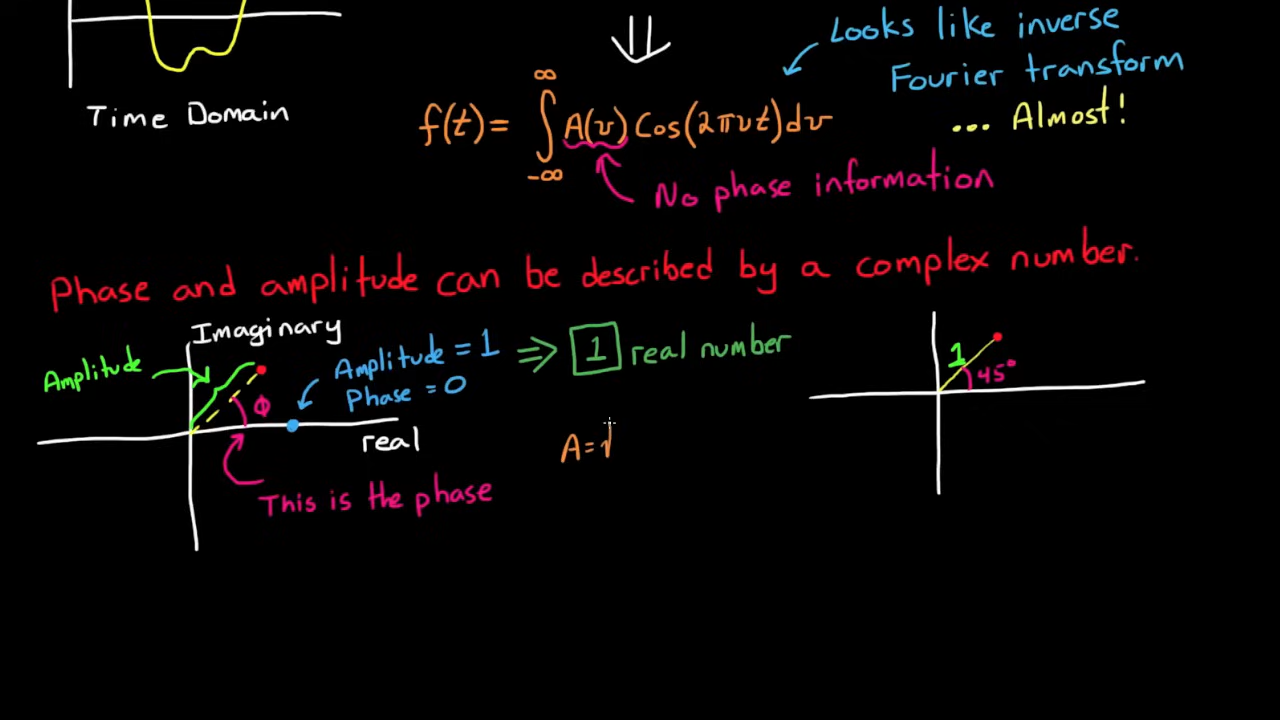 Looks like inverse
Fourier transform
... Almost!
Time Domain
f(t) = ∫_{-∞}^{∞} A(ν) Cos(2πνt) dν
No phase information
Phase and amplitude can be described by a complex number.
Imaginary
Amplitude
Amplitude = 1
Phase = 0
⇒ 1 real number
ϕ
real
This is the phase
A=√
1
45°